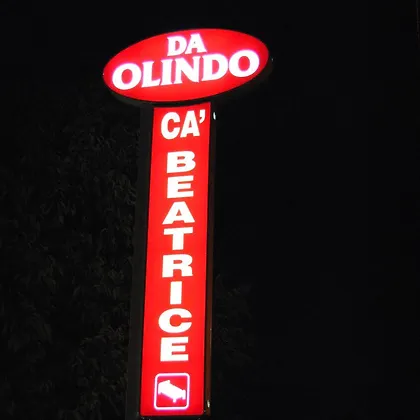 DA
OLINDO
CA'
BEATRICE